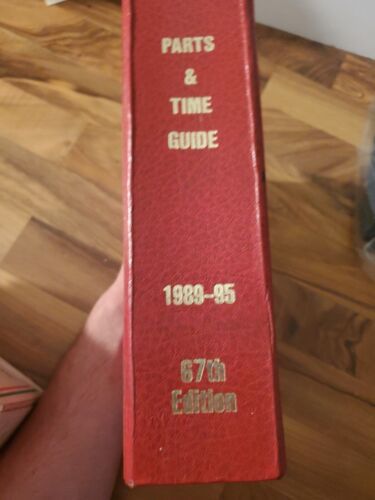 PARTS
&
TIME
GUIDE
1989-95
67th
Edition